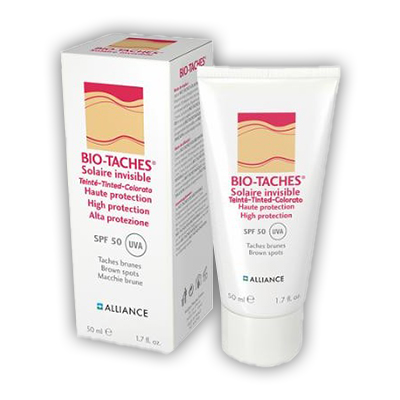 BIO-TACHES®
Solaire invisible
Teinté-Tinted-Colorato
Haute protection
High protection
Alta protezione
SPF 50 UVA
Taches brunes
Brown spots
Macchie brune
ALLIANCE
50 ml e 1.7 fl. oz.
BIO-TACHES®
BIO-TACHES®
Solaire invisible
Teinté-Tinted-Colorato
Haute protection
High protection
SPF 50 UVA
Taches brunes
Brown spots
ALLIANCE
50 ml e 1.7 fl. oz.